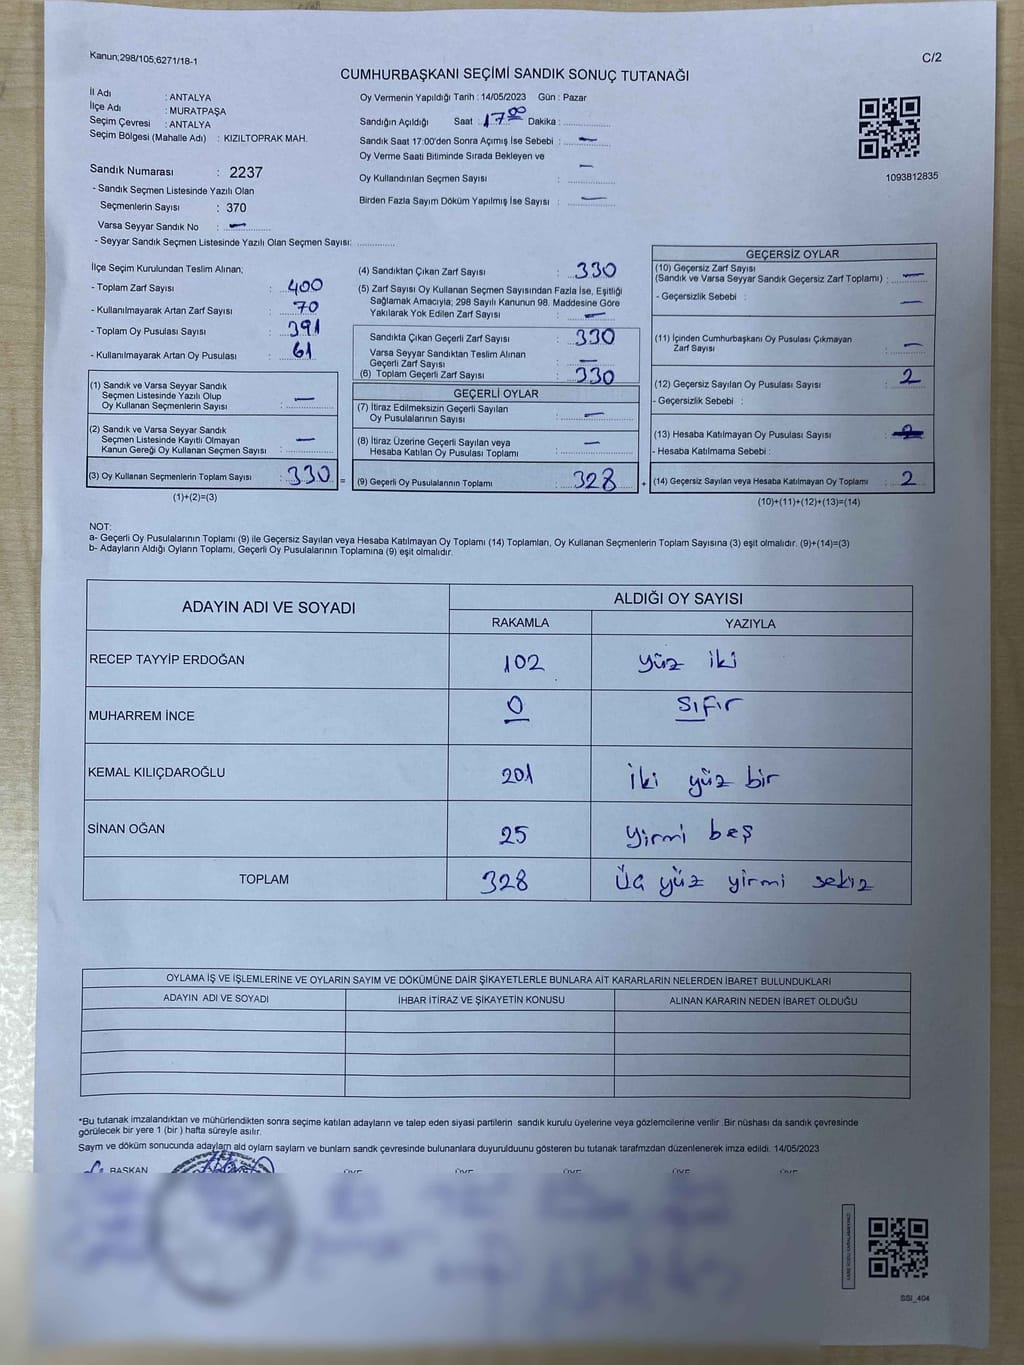 Kanun;298/105,6271/18-1
C/2
CUMHURBAŞKANI SEÇİMİ SANDIK SONUÇ TUTANAĞI
İl Adı : ANTALYA
İlçe Adı : MURATPAŞA
Seçim Çevresi : ANTALYA
Seçim Bölgesi (Mahalle Adı) : KIZILTOPRAK MAH.
Sandık Numarası : 2237
- Sandık Seçmen Listesinde Yazılı Olan
Seçmenlerin Sayısı : 370
Varsa Seyyar Sandık No : —
- Seyyar Sandık Seçmen Listesinde Yazılı Olan Seçmen Sayısı: ............
Oy Vermenin Yapıldığı Tarih : 14/05/2023 Gün : Pazar
Sandığın Açıldığı Saat : 17.00 Dakika : ............
Sandık Saat 17:00'den Sonra Açımış İse Sebebi : —
Oy Verme Saati Bitiminde Sırada Bekleyen ve
Oy Kullandırılan Seçmen Sayısı : —
Birden Fazla Sayım Döküm Yapılmış İse Sayısı : —
1093812835
İlçe Seçim Kurulundan Teslim Alınan;
- Toplam Zarf Sayısı : 400
- Kullanılmayarak Artan Zarf Sayısı : 70
- Toplam Oy Pusulası Sayısı : 391
- Kullanılmayarak Artan Oy Pusulası : 61
(1) Sandık ve Varsa Seyyar Sandık
Seçmen Listesinde Yazılı Olup
Oy Kullanan Seçmenlerin Sayısı : —
(2) Sandık ve Varsa Seyyar Sandık
Seçmen Listesinde Kayıtlı Olmayan
Kanun Gereği Oy Kullanan Seçmen Sayısı : —
(3) Oy Kullanan Seçmenlerin Toplam Sayısı : 330 =
(1)+(2)=(3)
(4) Sandıktan Çıkan Zarf Sayısı : 330
(5) Zarf Sayısı Oy Kullanan Seçmen Sayısından Fazla İse, Eşitliği
Sağlamak Amacıyla; 298 Sayılı Kanunun 98. Maddesine Göre
Yakılarak Yok Edilen Zarf Sayısı : —
Sandıkta Çıkan Geçerli Zarf Sayısı : 330
Varsa Seyyar Sandıktan Teslim Alınan
Geçerli Zarf Sayısı : —
(6) Toplam Geçerli Zarf Sayısı : 330
GEÇERLİ OYLAR
(7) İtiraz Edilmeksizin Geçerli Sayılan
Oy Pusulalarının Sayısı : —
(8) İtiraz Üzerine Geçerli Sayılan veya
Hesaba Katılan Oy Pusulası Toplamı : —
(9) Geçerli Oy Pusulalarının Toplamı : 328 +
GEÇERSİZ OYLAR
(10) Geçersiz Zarf Sayısı
(Sandık ve Varsa Seyyar Sandık Geçersiz Zarf Toplamı) : —
- Geçersizlik Sebebi : —
(11) İçinden Cumhurbaşkanı Oy Pusulası Çıkmayan
Zarf Sayısı : —
(12) Geçersiz Sayılan Oy Pusulası Sayısı : 2
- Geçersizlik Sebebi :
(13) Hesaba Katılmayan Oy Pusulası Sayısı :
- Hesaba Katılmama Sebebi :
(14) Geçersiz Sayılan veya Hesaba Katılmayan Oy Toplamı : 2
(10)+(11)+(12)+(13)=(14)
NOT:
a- Geçerli Oy Pusulalarının Toplamı (9) ile Geçersiz Sayılan veya Hesaba Katılmayan Oy Toplamı (14) Toplamları, Oy Kullanan Seçmenlerin Toplam Sayısına (3) eşit olmalıdır. (9)+(14)=(3)
b- Adayların Aldığı Oyların Toplamı, Geçerli Oy Pusulalarının Toplamına (9) eşit olmalıdır.
ADAYIN ADI VE SOYADI ALDIĞI OY SAYISI
RAKAMLA YAZIYLA
RECEP TAYYİP ERDOĞAN 102 yüz iki
MUHARREM İNCE 0 sıfır
KEMAL KILIÇDAROĞLU 201 iki yüz bir
SİNAN OĞAN 25 yirmi beş
TOPLAM 328 üç yüz yirmi sekiz
OYLAMA İŞ VE İŞLEMLERİNE VE OYLARIN SAYIM VE DÖKÜMÜNE DAİR ŞİKAYETLERLE BUNLARA AİT KARARLARIN NELERDEN İBARET BULUNDUKLARI
ADAYIN ADI VE SOYADI İHBAR İTİRAZ VE ŞİKAYETİN KONUSU ALINAN KARARIN NEDEN İBARET OLDUĞU
*Bu tutanak imzalandıktan ve mühürlendikten sonra seçime katılan adayların ve talep eden siyasi partilerin sandık kurulu üyelerine veya gözlemcilerine verilir .Bir nüshası da sandık çevresinde
görülecek bir yere 1 (bir ) hafta süreyle asılır.
Sayım ve döküm sonucunda adayların ald oyların sayların ve bunların sandk çevresinde bulunanlara duyurulduunu gösteren bu tutanak tarafmzdan düzenlenerek imza edildi. 14/05/2023
BAŞKAN ÜYE ÜYE ÜYE ÜYE ÜYE
SSI_404